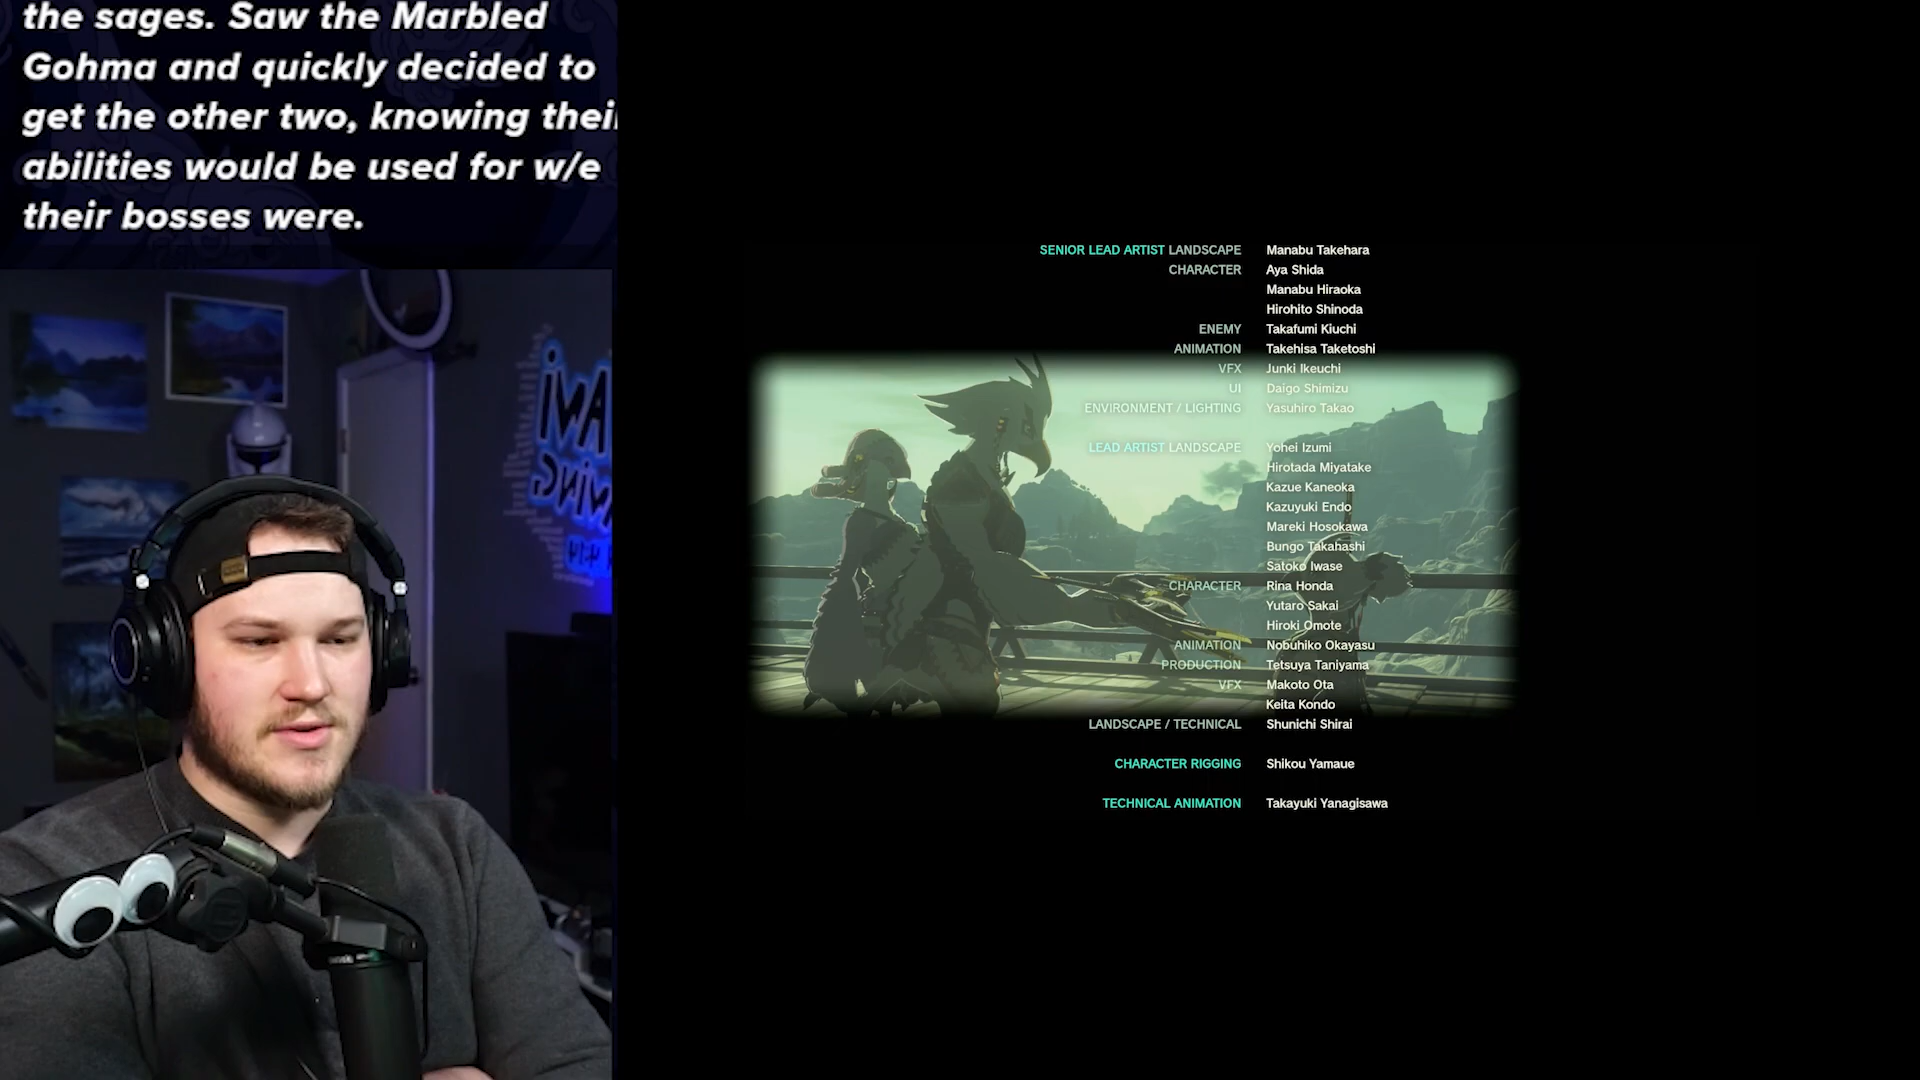 the sages. Saw the Marbled
Gohma and quickly decided to
get the other two, knowing their
abilities would be used for w/e
their bosses were.
SENIOR LEAD ARTIST LANDSCAPE Manabu Takehara
CHARACTER Aya Shida
Manabu Hiraoka
Hirohito Shinoda
ENEMY Takafumi Kiuchi
ANIMATION Takehisa Taketoshi
VFX Junki Ikeuchi
UI Daigo Shimizu
ENVIRONMENT / LIGHTING Yasuhiro Takao
LEAD ARTIST LANDSCAPE Yohei Izumi
Hirotada Miyatake
Kazue Kaneoka
Kazuyuki Endo
Mareki Hosokawa
Bungo Takahashi
Satoko Iwase
CHARACTER Rina Honda
Yutaro Sakai
Hiroki Omote
ANIMATION Nobuhiko Okayasu
PRODUCTION Tetsuya Taniyama
VFX Makoto Ota
Keita Kondo
LANDSCAPE / TECHNICAL Shunichi Shirai
CHARACTER RIGGING Shikou Yamaue
TECHNICAL ANIMATION Takayuki Yanagisawa